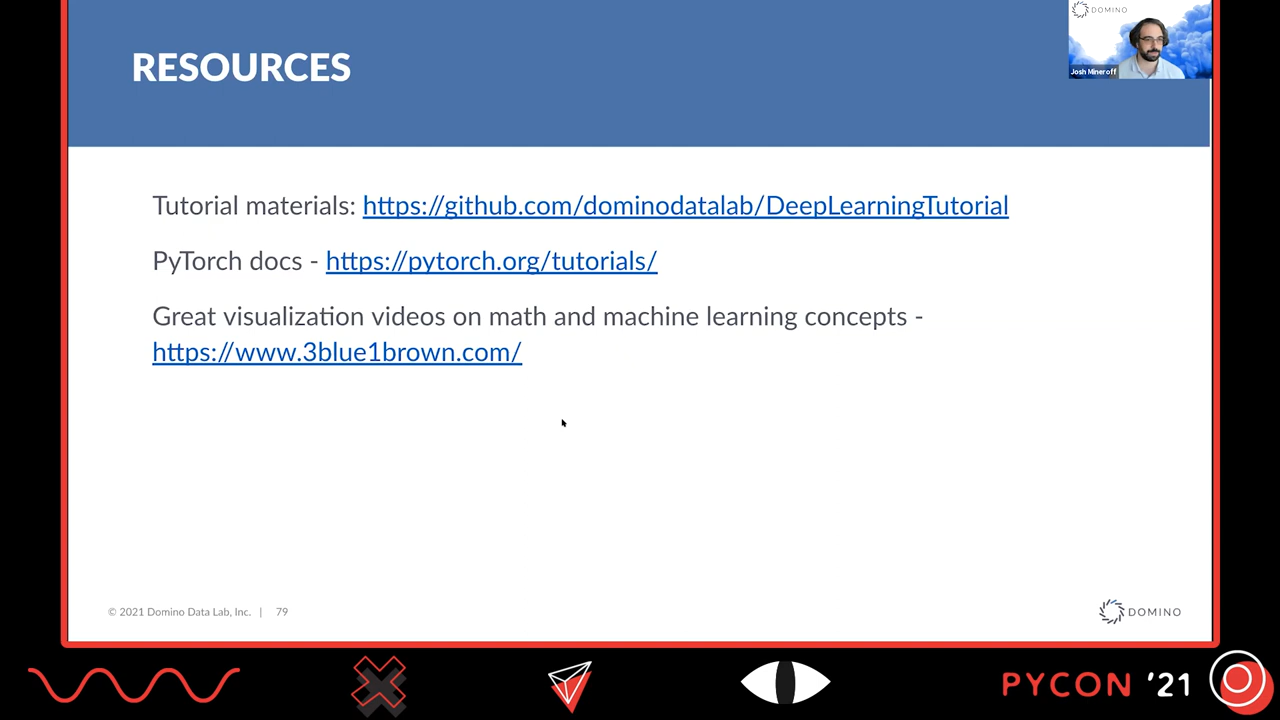 DOMINO
Josh Mineroff
RESOURCES
Tutorial materials: https://github.com/dominodatalab/DeepLearningTutorial
PyTorch docs - https://pytorch.org/tutorials/
Great visualization videos on math and machine learning concepts -
https://www.3blue1brown.com/
© 2021 Domino Data Lab, Inc. | 79
DOMINO
PYCON '21